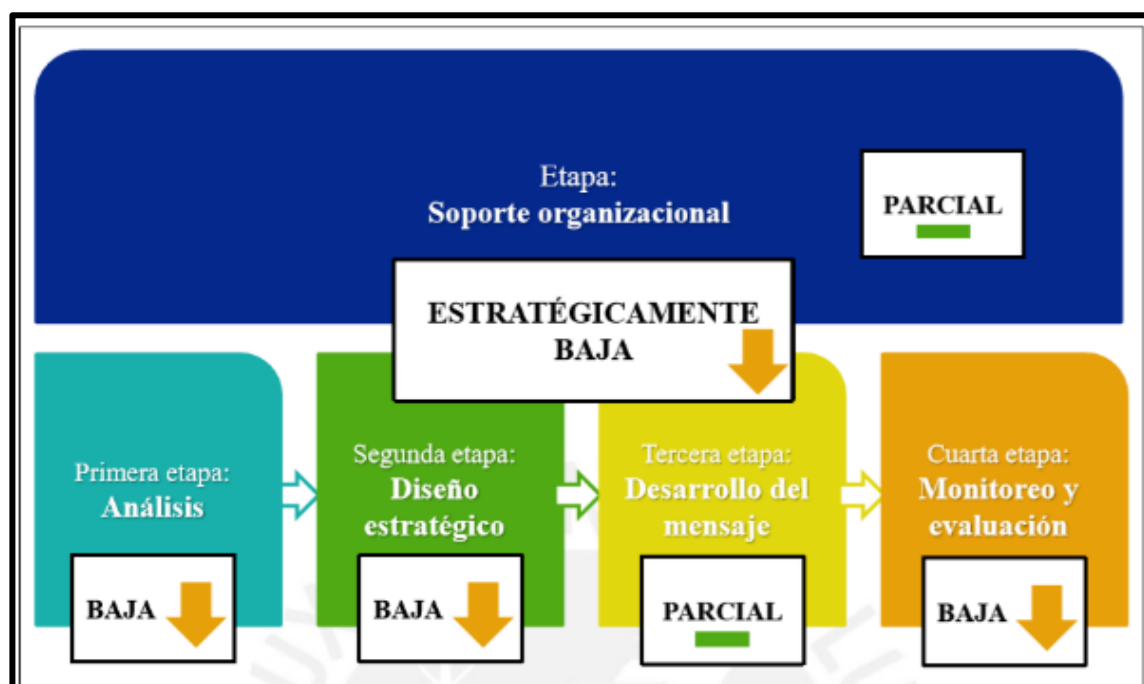 Etapa:
Soporte organizacional
PARCIAL
ESTRATÉGICAMENTE
BAJA
Primera etapa:
Análisis
BAJA
Segunda etapa:
Diseño
estratégico
BAJA
Tercera etapa:
Desarrollo del
mensaje
PARCIAL
Cuarta etapa:
Monitoreo y
evaluación
BAJA